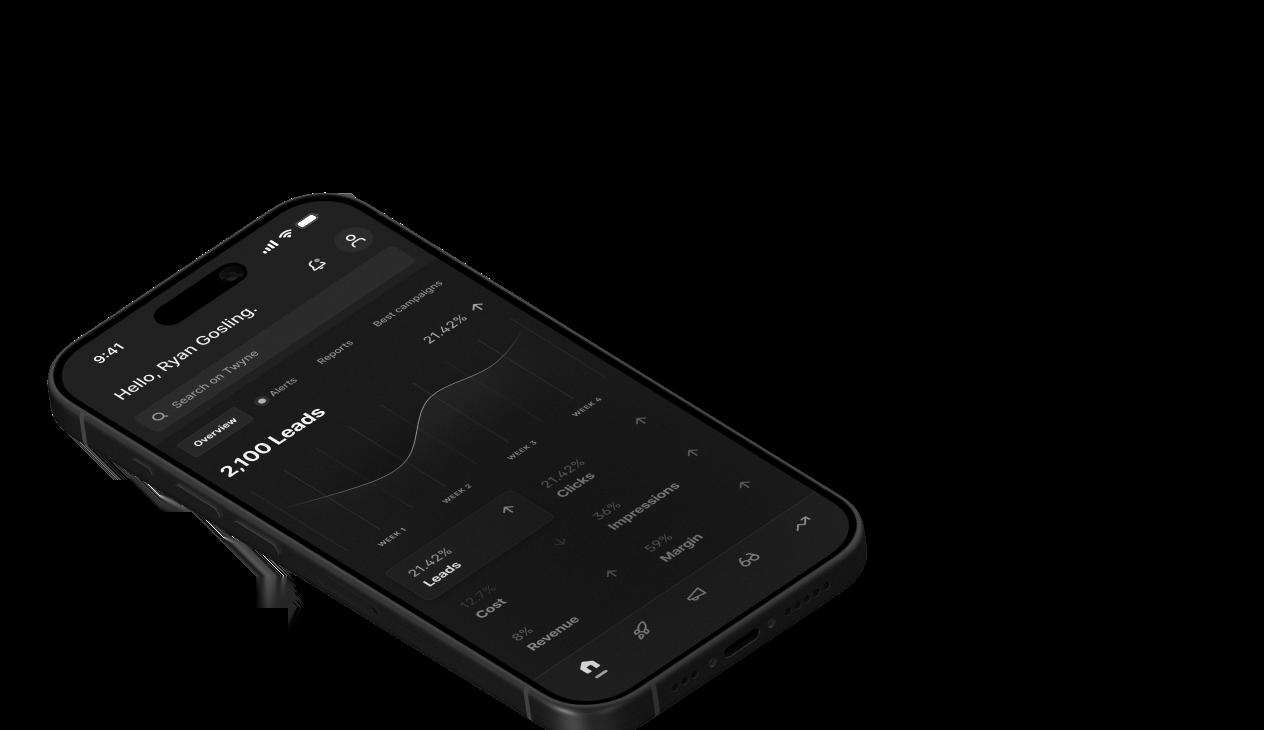 9:41
Hello, Ryan Gosling.
Search on Twyne
Overview
Alerts
Reports
Best campaigns
2,100 Leads
21.42%
WEEK 1
WEEK 2
WEEK 3
WEEK 4
21.42%
Leads
21.42%
Clicks
12.7%
Cost
36%
Impressions
8%
Revenue
59%
Margin